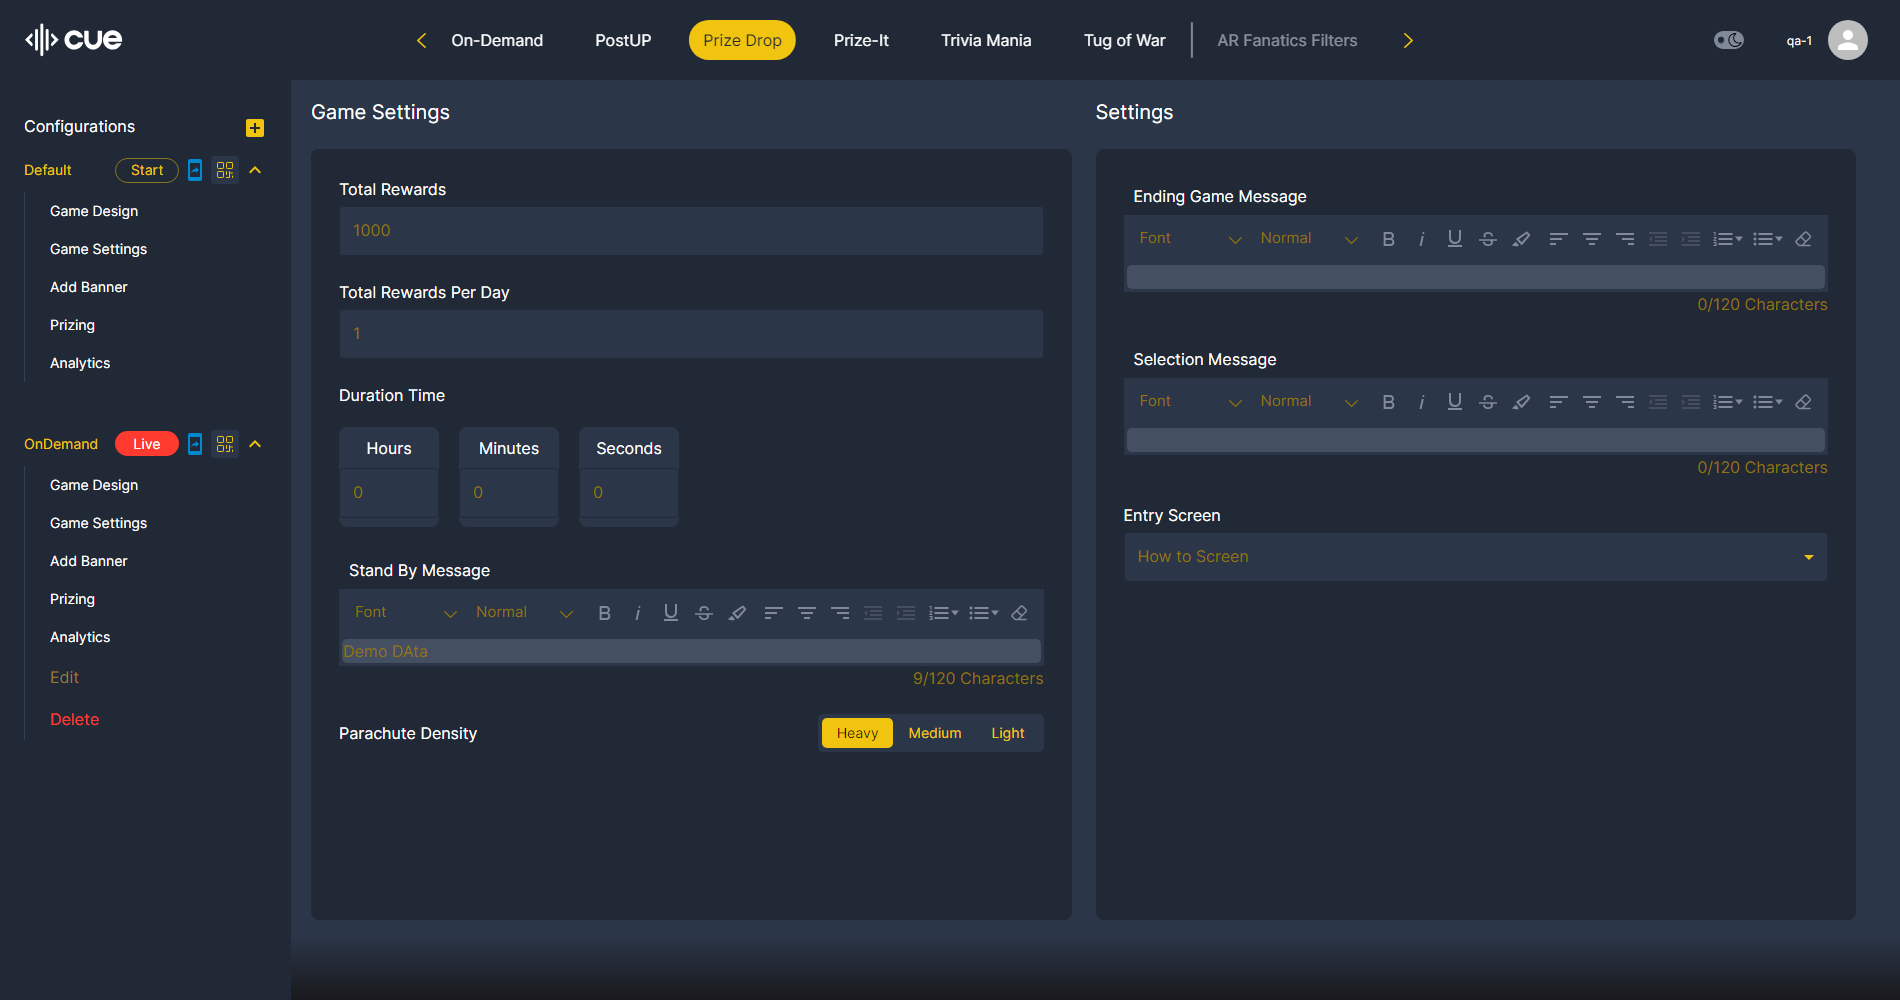 cue
On-Demand
PostUP
Prize Drop
Prize-It
Trivia Mania
Tug of War
AR Fanatics Filters
qa-1
Configurations
Default
Start
Game Design
Game Settings
Add Banner
Prizing
Analytics
OnDemand
Live
Game Design
Game Settings
Add Banner
Prizing
Analytics
Edit
Delete
Game Settings
Total Rewards
1000
Total Rewards Per Day
1
Duration Time
Hours
Minutes
Seconds
0
0
0
Stand By Message
Font
Normal
Demo DAta
9/120 Characters
Parachute Density
Heavy
Medium
Light
Settings
Ending Game Message
Font
Normal
0/120 Characters
Selection Message
Font
Normal
0/120 Characters
Entry Screen
How to Screen